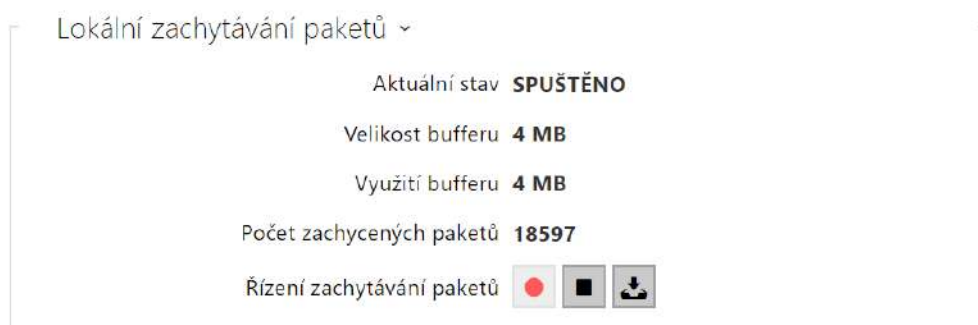 Lokální zachytávání paketů
Aktuální stav SPUŠTĚNO
Velikost bufferu 4 MB
Využití bufferu 4 MB
Počet zachycených paketů 18597
Řízení zachytávání paketů